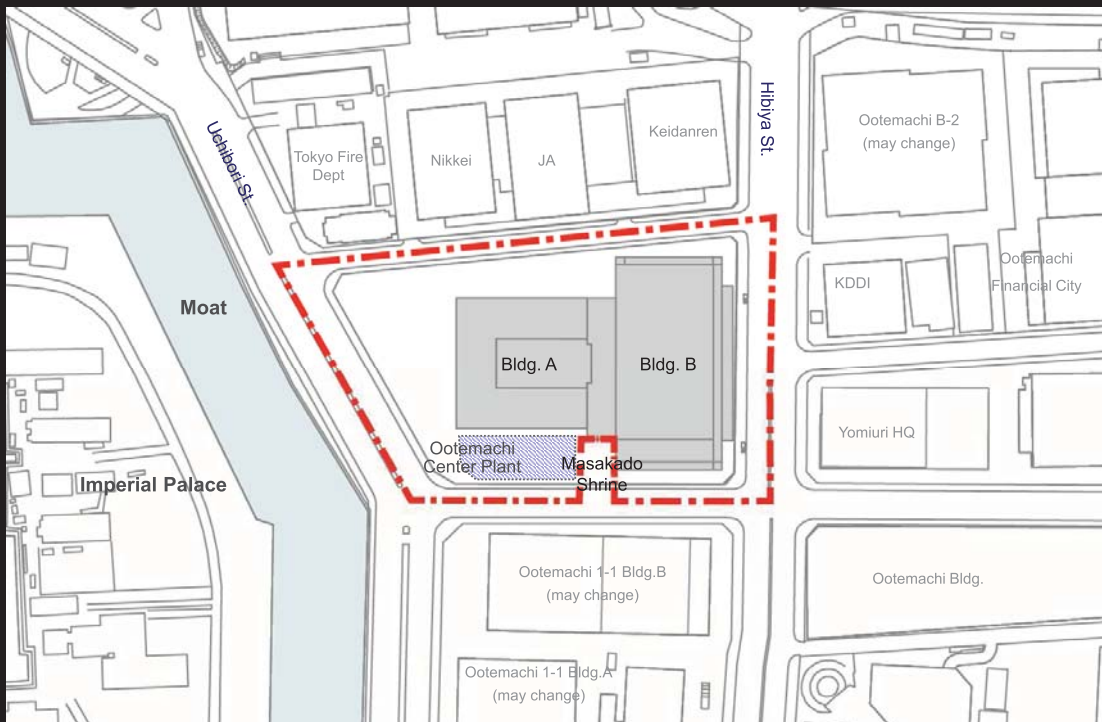 Uchibori St.
Tokyo Fire
Dept
Nikkei
JA
Keidanren
Hibiya St.
Ootemachi B-2
(may change)
Moat
Bldg. A
Bldg. B
KDDI
Ootemachi
Financial City
Ootemachi
Center Plant
Masakado
Shrine
Yomiuri HQ
Imperial Palace
Ootemachi 1-1 Bldg.B
(may change)
Ootemachi Bldg.
Ootemachi 1-1 Bldg.A
(may change)